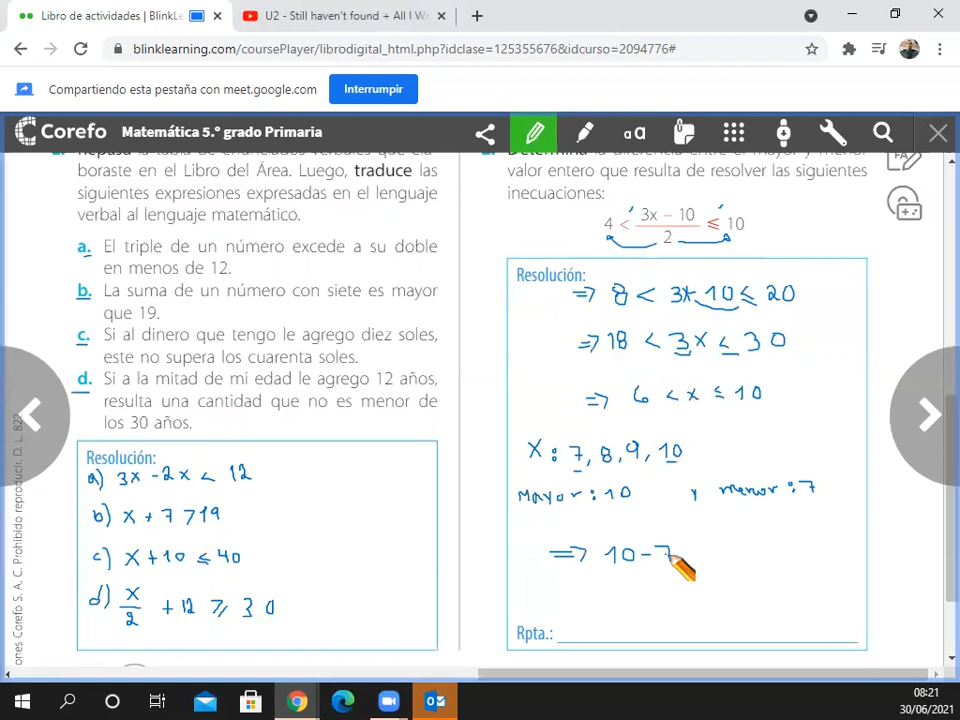 Libro de actividades | BlinkLe
U2 - Still haven't found + All I W
blinklearning.com/coursePlayer/librodigital_html.php?idclase=125355676&idcurso=2094776#
Compartiendo esta pestaña con meet.google.com
Interrumpir
Corefo
Matemática 5.º grado Primaria
aa
boraste en el Libro del Área. Luego, traduce las
siguientes expresiones expresadas en el lenguaje
verbal al lenguaje matemático.
a. El triple de un número excede a su doble
en menos de 12.
b. La suma de un número con siete es mayor
que 19.
c. Si al dinero que tengo le agrego diez soles,
este no supera los cuarenta soles.
d. Si a la mitad de mi edad le agrego 12 años,
resulta una cantidad que no es menor de
los 30 años.
Resolución:
a) 3x - 2x < 12
b) x + 7 > 19
c) x + 10 ≤ 40
d) x/2 + 12 ≥ 30
Determina la diferencia entre el mayor y menor
valor entero que resulta de resolver las siguientes
inecuaciones:
4 < (3x − 10)/2 ≤ 10
Resolución:
=> 8 < 3x-10 ≤ 20
=> 18 < 3x ≤ 30
=> 6 < x ≤ 10
X : 7, 8, 9, 10
Mayor : 10 y menor : 7
=> 10 - 7
Rpta.:
ones Corefo S. A. C. Prohibido reproducir. D. L. 822
FA
08:21
30/06/2021